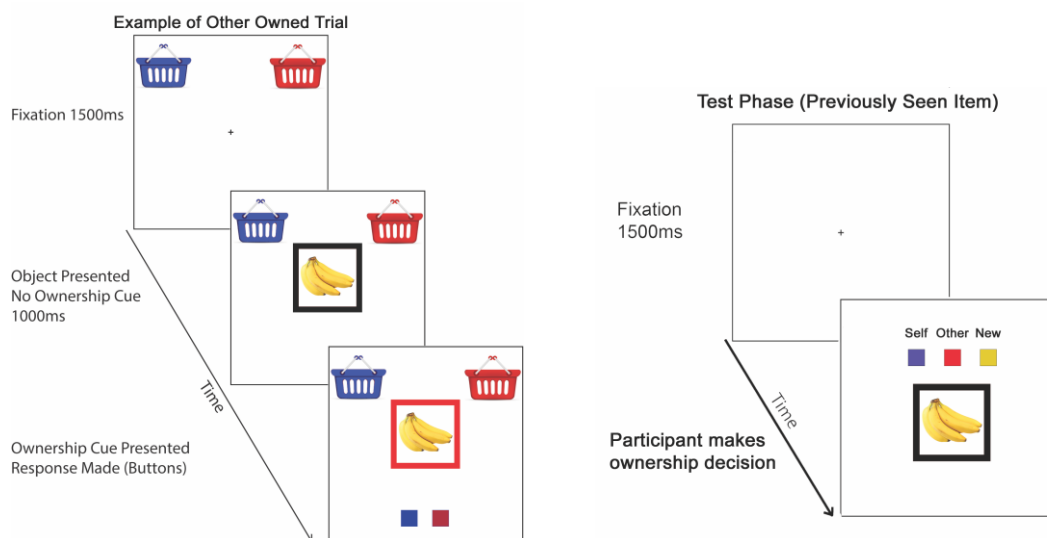 Example of Other Owned Trial
Fixation 1500ms
Object Presented
No Ownership Cue
1000ms
Time
Ownership Cue Presented
Response Made (Buttons)
Test Phase (Previously Seen Item)
Fixation
1500ms
Self Other New
Time
Participant makes
ownership decision